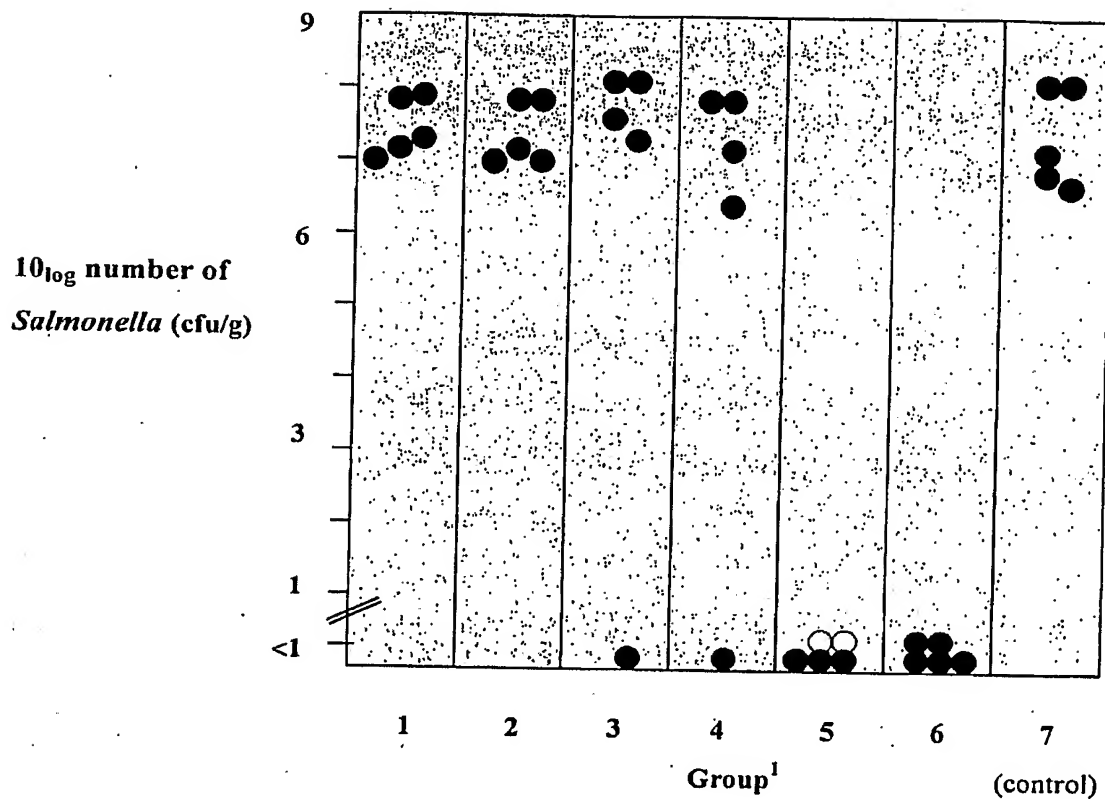 9
6
10log number of
Salmonella (cfu/g)
3
1
<1
1 2 3 4 5 6 7
Group1 (control)